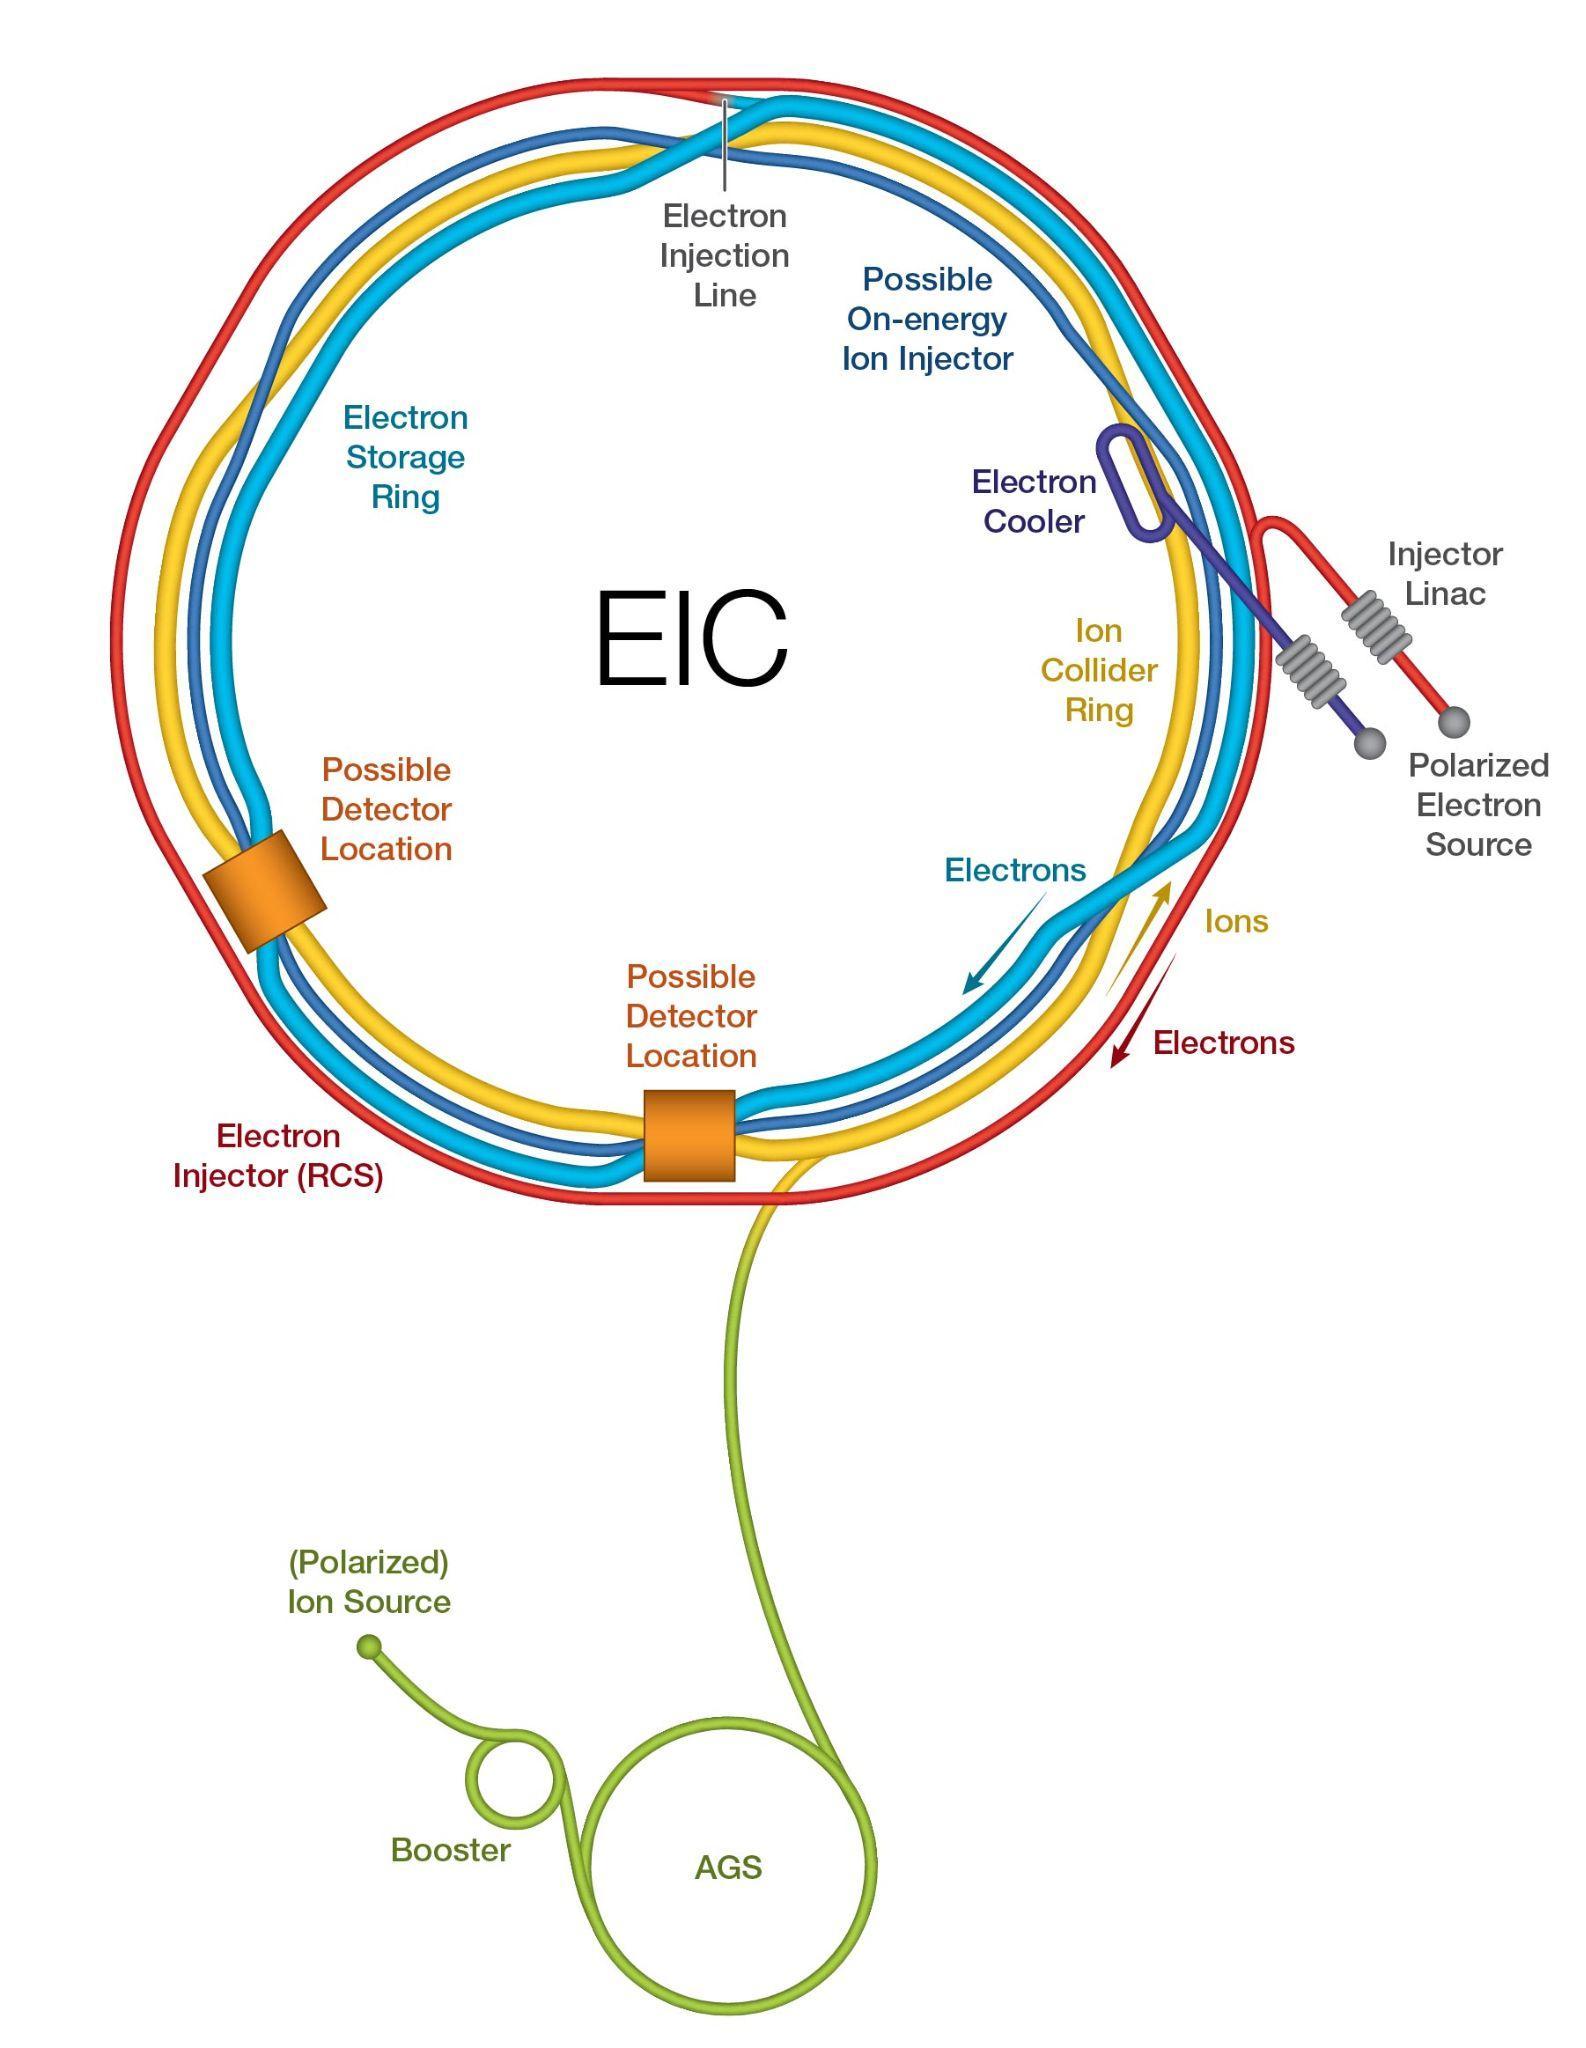 Electron
Injection
Line
Possible
On-energy
Ion Injector
Electron
Storage
Ring
Electron
Cooler
Injector
Linac
EIC
Ion
Collider
Ring
Polarized
Electron
Source
Possible
Detector
Location
Electrons
Ions
Possible
Detector
Location
Electrons
Electron
Injector (RCS)
(Polarized)
Ion Source
Booster
AGS